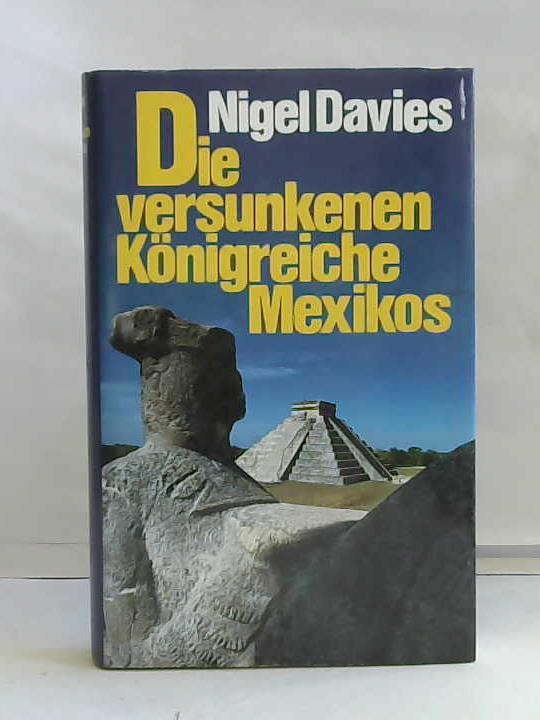 Nigel Davies
Die
versunkenen
Königreiche
Mexikos